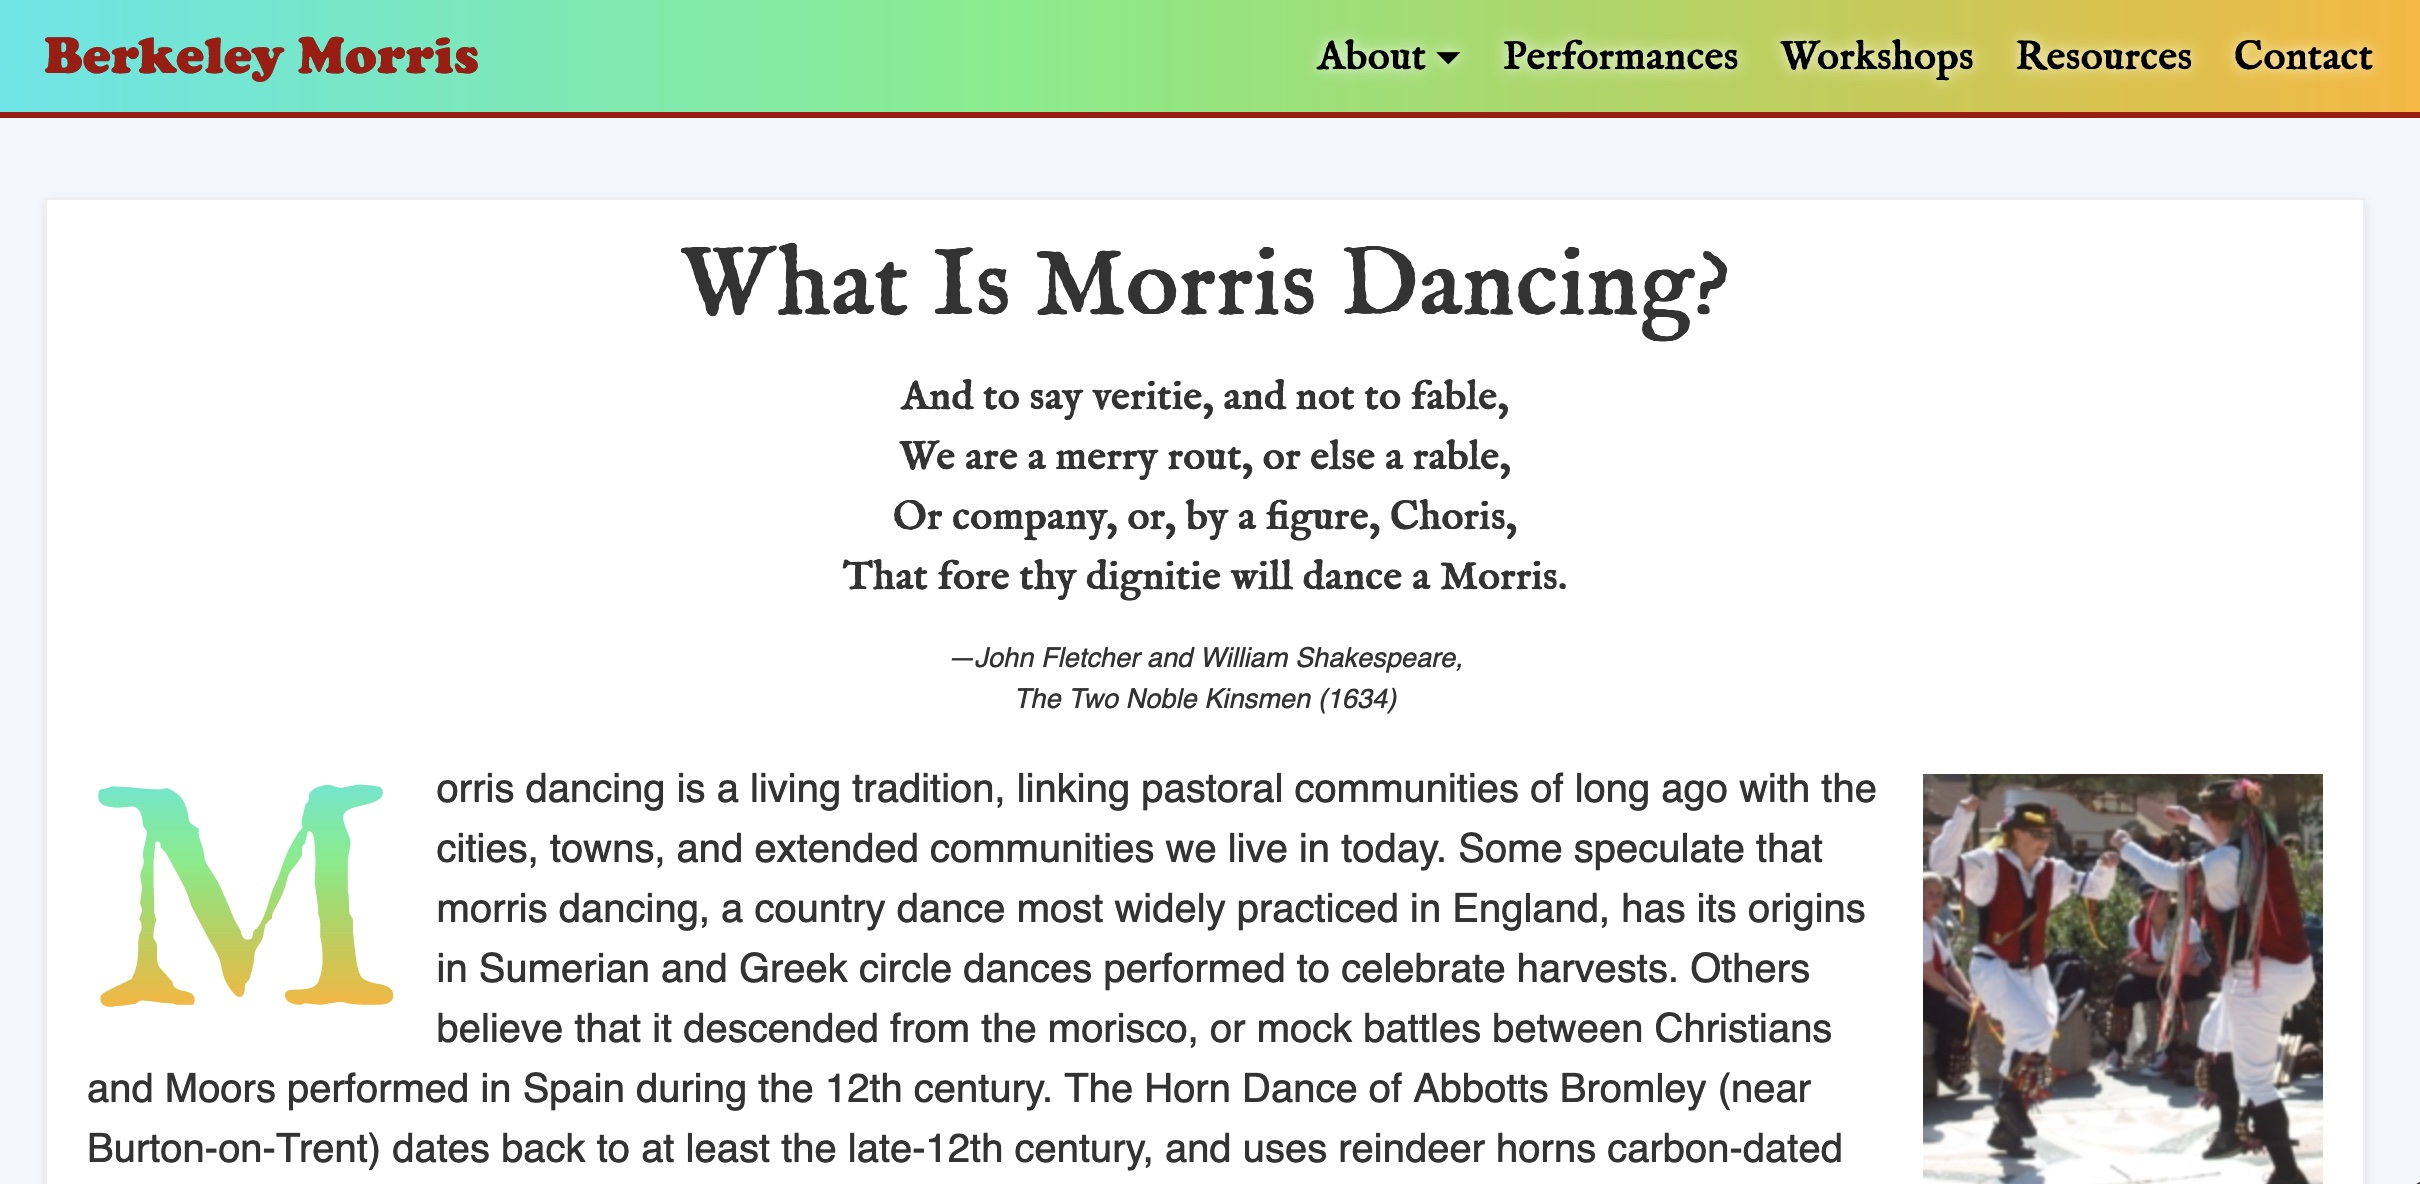 Berkeley Morris
About Performances Workshops Resources Contact
What Is Morris Dancing?
And to say veritie, and not to fable,
We are a merry rout, or else a rable,
Or company, or, by a figure, Choris,
That fore thy dignitie will dance a Morris.
—John Fletcher and William Shakespeare,
The Two Noble Kinsmen (1634)
Morris dancing is a living tradition, linking pastoral communities of long ago with the
cities, towns, and extended communities we live in today. Some speculate that
morris dancing, a country dance most widely practiced in England, has its origins
in Sumerian and Greek circle dances performed to celebrate harvests. Others
believe that it descended from the morisco, or mock battles between Christians
and Moors performed in Spain during the 12th century. The Horn Dance of Abbotts Bromley (near
Burton-on-Trent) dates back to at least the late-12th century, and uses reindeer horns carbon-dated